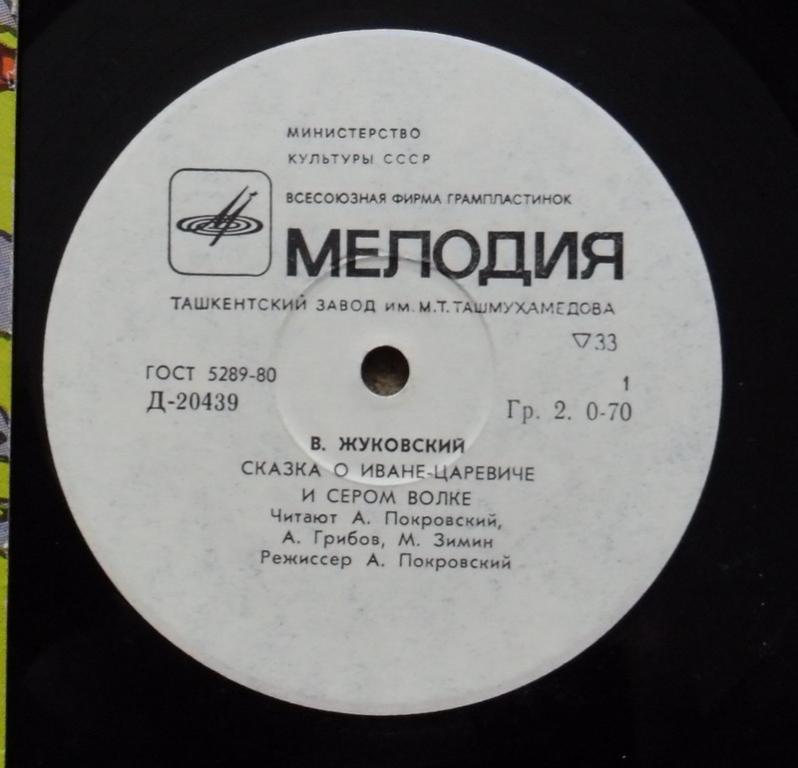 МИНИСТЕРСТВО
КУЛЬТУРЫ СССР
ВСЕСОЮЗНАЯ ФИРМА ГРАМПЛАСТИНОК
МЕЛОДИЯ
ТАШКЕНТСКИЙ ЗАВОД ИМ. М.Т. ТАШМУХАМЕДОВА
▽33
ГОСТ 5289-80
1
Д-20439
Гр. 2. 0-70
В. ЖУКОВСКИЙ
СКАЗКА О ИВАНЕ-ЦАРЕВИЧЕ
И СЕРОМ ВОЛКЕ
Читают А. Покровский,
А. Грибов, М. Зимин
Режиссер А. Покровский